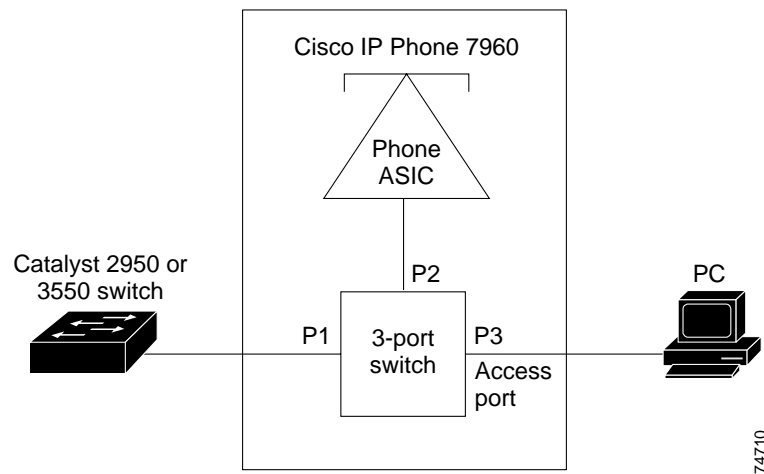 Cisco IP Phone 7960
Phone
ASIC
Catalyst 2950 or
3550 switch
P2
PC
P1
3-port
switch
P3
Access
port
74710